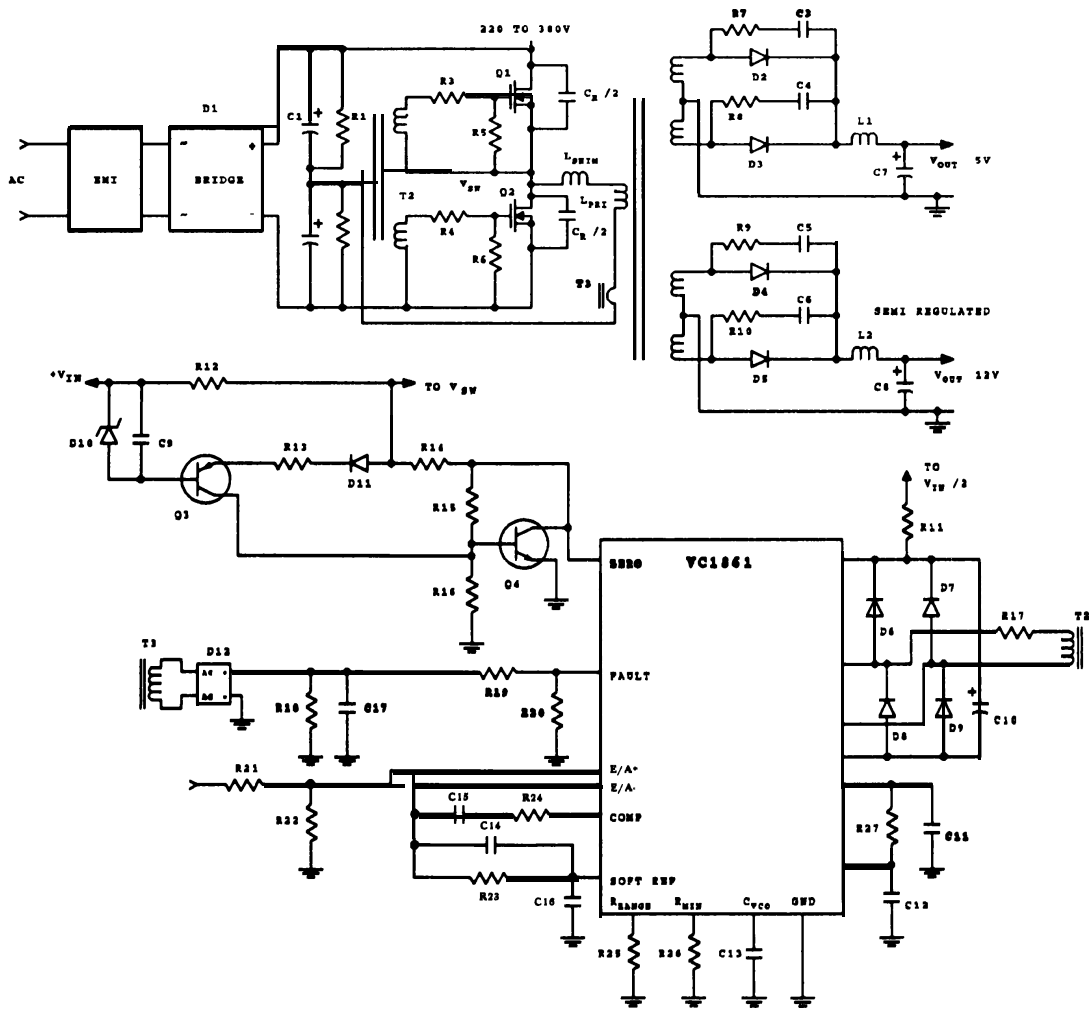 220 TO 380V
R7
C3
D2
C4
R8
D3
L1
C7
VOUT 5V
D1
C1
R1
R3
Q1
CR /2
R5
LSHIM
VSW
Q2
LPRI
T2
R4
CR /2
R6
T3
AC
EMI
BRIDGE
~
+
~
-
R9
C5
D4
C6
R10
SEMI REGULATED
L2
D5
C8
VOUT 12V
+VIN
R12
TO VSW
D10
C9
R13
D11
R14
Q3
R15
R16
Q4
TO
VIN /2
R11
ZERO
VC1861
D6
D7
R17
T2
D8
D9
C10
T3
D12
AC
AC
R18
C17
R19
R20
FAULT
R21
R22
E/A+
E/A-
C15
R24
COMP
C14
R23
SOFT REF
C16
R27
C11
C12
RRANGE
RMIN
CVCO
GND
R25
R26
C13